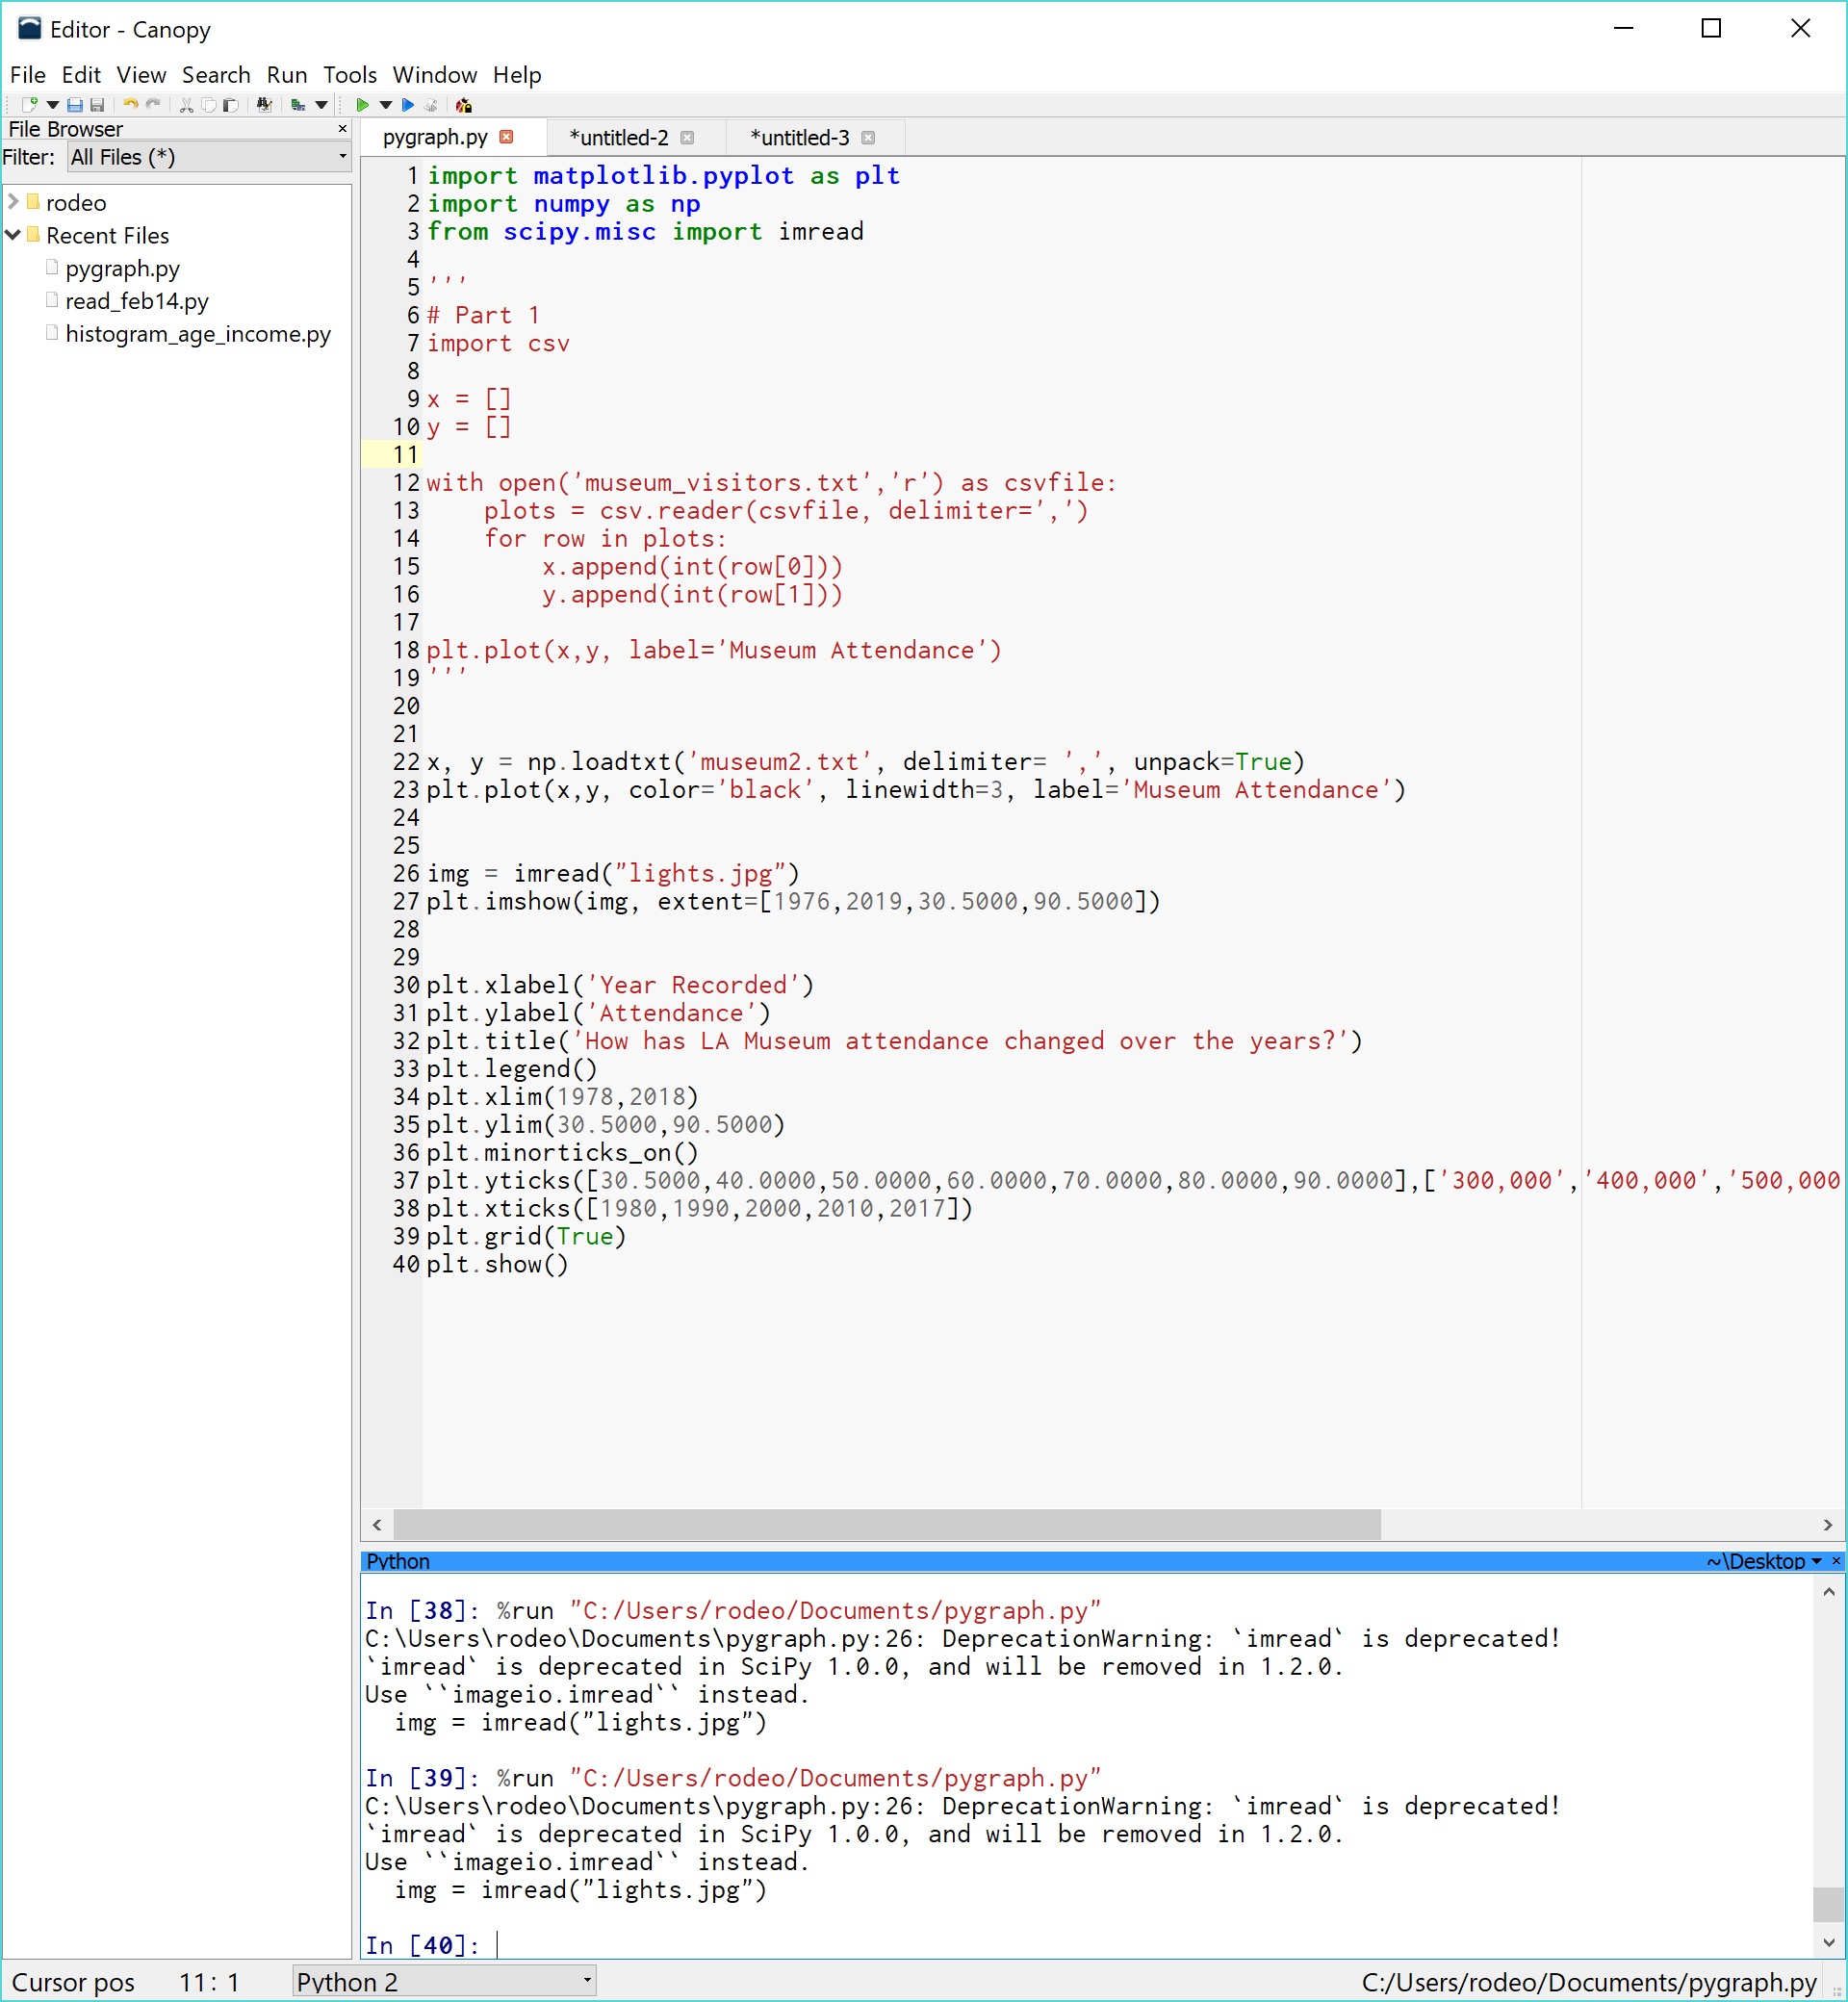 Editor - Canopy
File Edit View Search Run Tools Window Help
File Browser
Filter: All Files (*)
rodeo
Recent Files
pygraph.py
read_feb14.py
histogram_age_income.py
pygraph.py *untitled-2 *untitled-3
1 import matplotlib.pyplot as plt
2 import numpy as np
3 from scipy.misc import imread
4
5 '''
6 # Part 1
7 import csv
8
9 x = []
10 y = []
11
12 with open('museum_visitors.txt','r') as csvfile:
13     plots = csv.reader(csvfile, delimiter=',')
14     for row in plots:
15         x.append(int(row[0]))
16         y.append(int(row[1]))
17
18 plt.plot(x,y, label='Museum Attendance')
19 '''
20
21
22 x, y = np.loadtxt('museum2.txt', delimiter= ',', unpack=True)
23 plt.plot(x,y, color='black', linewidth=3, label='Museum Attendance')
24
25
26 img = imread("lights.jpg")
27 plt.imshow(img, extent=[1976,2019,30.5000,90.5000])
28
29
30 plt.xlabel('Year Recorded')
31 plt.ylabel('Attendance')
32 plt.title('How has LA Museum attendance changed over the years?')
33 plt.legend()
34 plt.xlim(1978,2018)
35 plt.ylim(30.5000,90.5000)
36 plt.minorticks_on()
37 plt.yticks([30.5000,40.0000,50.0000,60.0000,70.0000,80.0000,90.0000],['300,000','400,000','500,000
38 plt.xticks([1980,1990,2000,2010,2017])
39 plt.grid(True)
40 plt.show()
Python ~\Desktop
In [38]: %run "C:/Users/rodeo/Documents/pygraph.py"
C:\Users\rodeo\Documents\pygraph.py:26: DeprecationWarning: `imread` is deprecated!
`imread` is deprecated in SciPy 1.0.0, and will be removed in 1.2.0.
Use ``imageio.imread`` instead.
  img = imread("lights.jpg")
In [39]: %run "C:/Users/rodeo/Documents/pygraph.py"
C:\Users\rodeo\Documents\pygraph.py:26: DeprecationWarning: `imread` is deprecated!
`imread` is deprecated in SciPy 1.0.0, and will be removed in 1.2.0.
Use ``imageio.imread`` instead.
  img = imread("lights.jpg")
In [40]:
Cursor pos 11: 1 Python 2 C:/Users/rodeo/Documents/pygraph.py